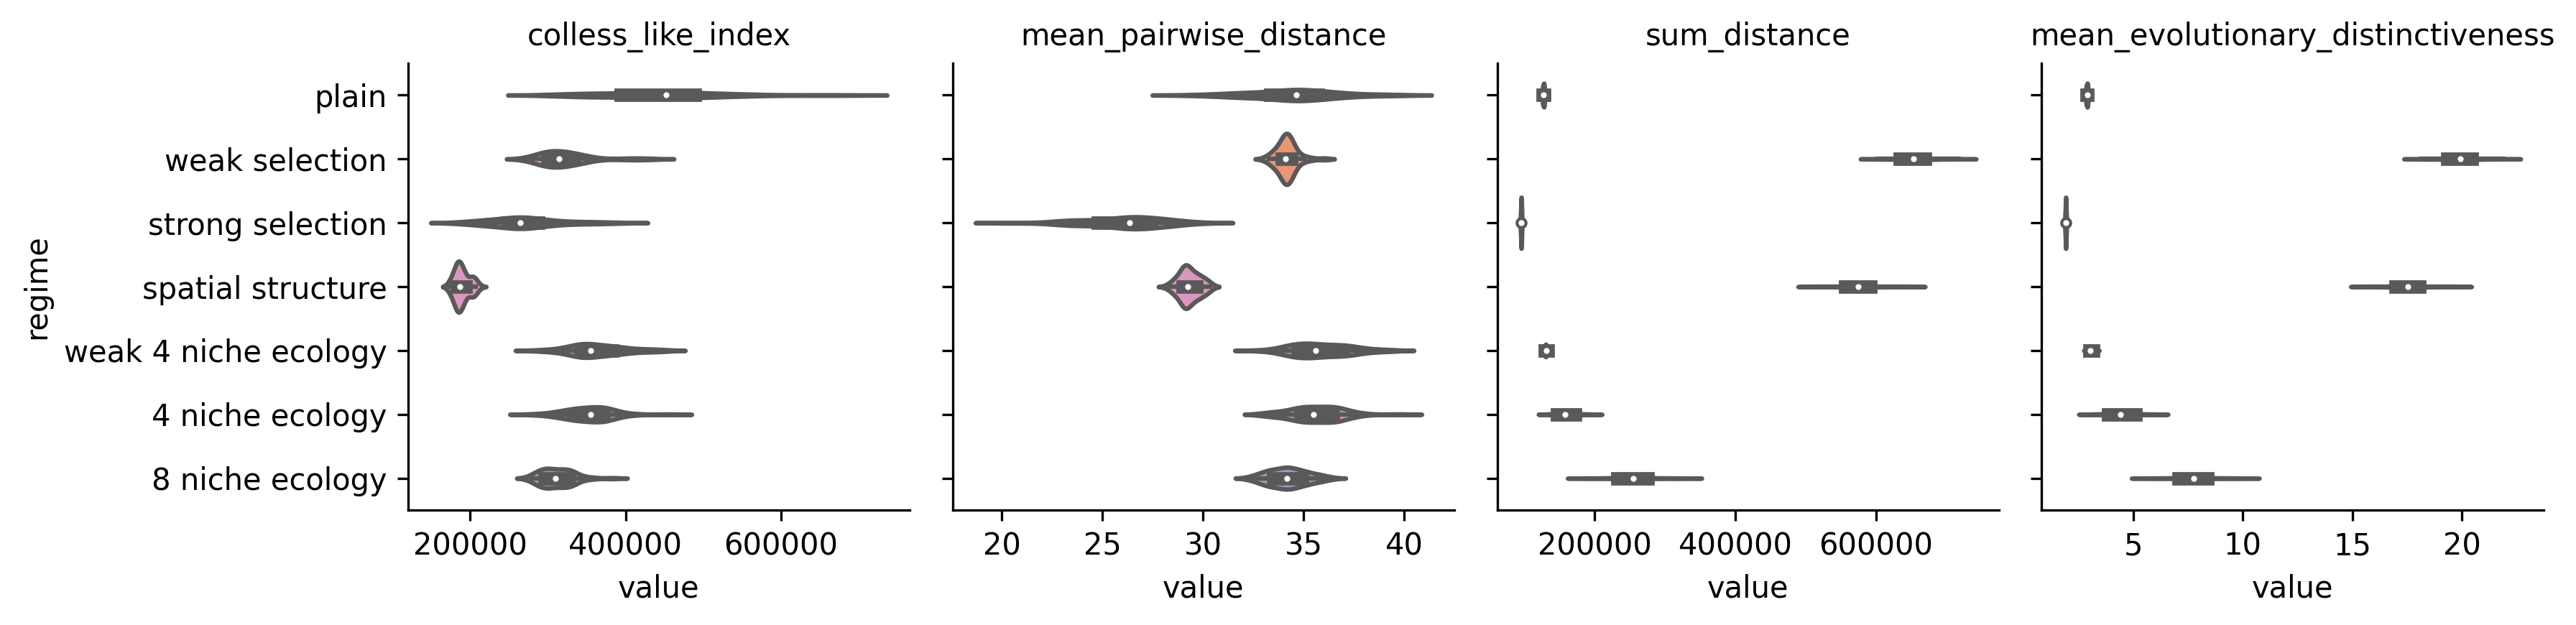 colless_like_index
mean_pairwise_distance
sum_distance
mean_evolutionary_distinctiveness
regime
plain
weak selection
strong selection
spatial structure
weak 4 niche ecology
4 niche ecology
8 niche ecology
200000 400000 600000
20 25 30 35 40
200000 400000 600000
5 10 15 20
value
value
value
value